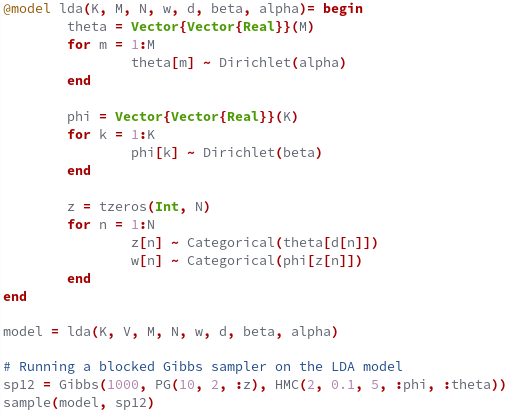 @model lda(K, M, N, w, d, beta, alpha)= begin
theta = Vector{Vector{Real}}(M)
for m = 1:M
theta[m] ~ Dirichlet(alpha)
end
phi = Vector{Vector{Real}}(K)
for k = 1:K
phi[k] ~ Dirichlet(beta)
end
z = tzeros(Int, N)
for n = 1:N
z[n] ~ Categorical(theta[d[n]])
w[n] ~ Categorical(phi[z[n]])
end
end
model = lda(K, V, M, N, w, d, beta, alpha)
# Running a blocked Gibbs sampler on the LDA model
sp12 = Gibbs(1000, PG(10, 2, :z), HMC(2, 0.1, 5, :phi, :theta))
sample(model, sp12)